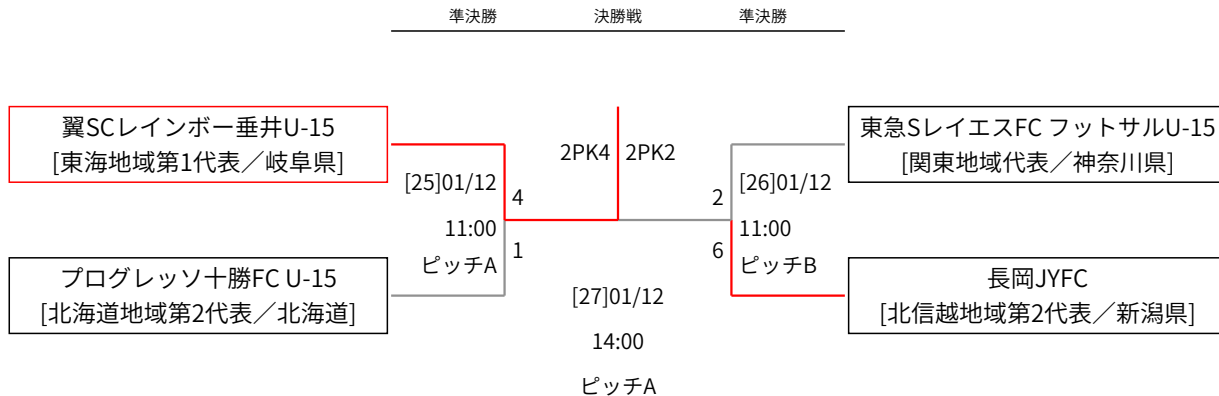 準決勝 決勝戦 準決勝
翼SCレインボー垂井U-15
[東海地域第1代表／岐阜県]
プログレッソ十勝FC U-15
[北海道地域第2代表／北海道]
[25]01/12
11:00
ピッチA
4
1
2PK4 2PK2
[27]01/12
14:00
ピッチA
2
6
[26]01/12
11:00
ピッチB
東急SレイエスFC フットサルU-15
[関東地域代表／神奈川県]
長岡JYFC
[北信越地域第2代表／新潟県]